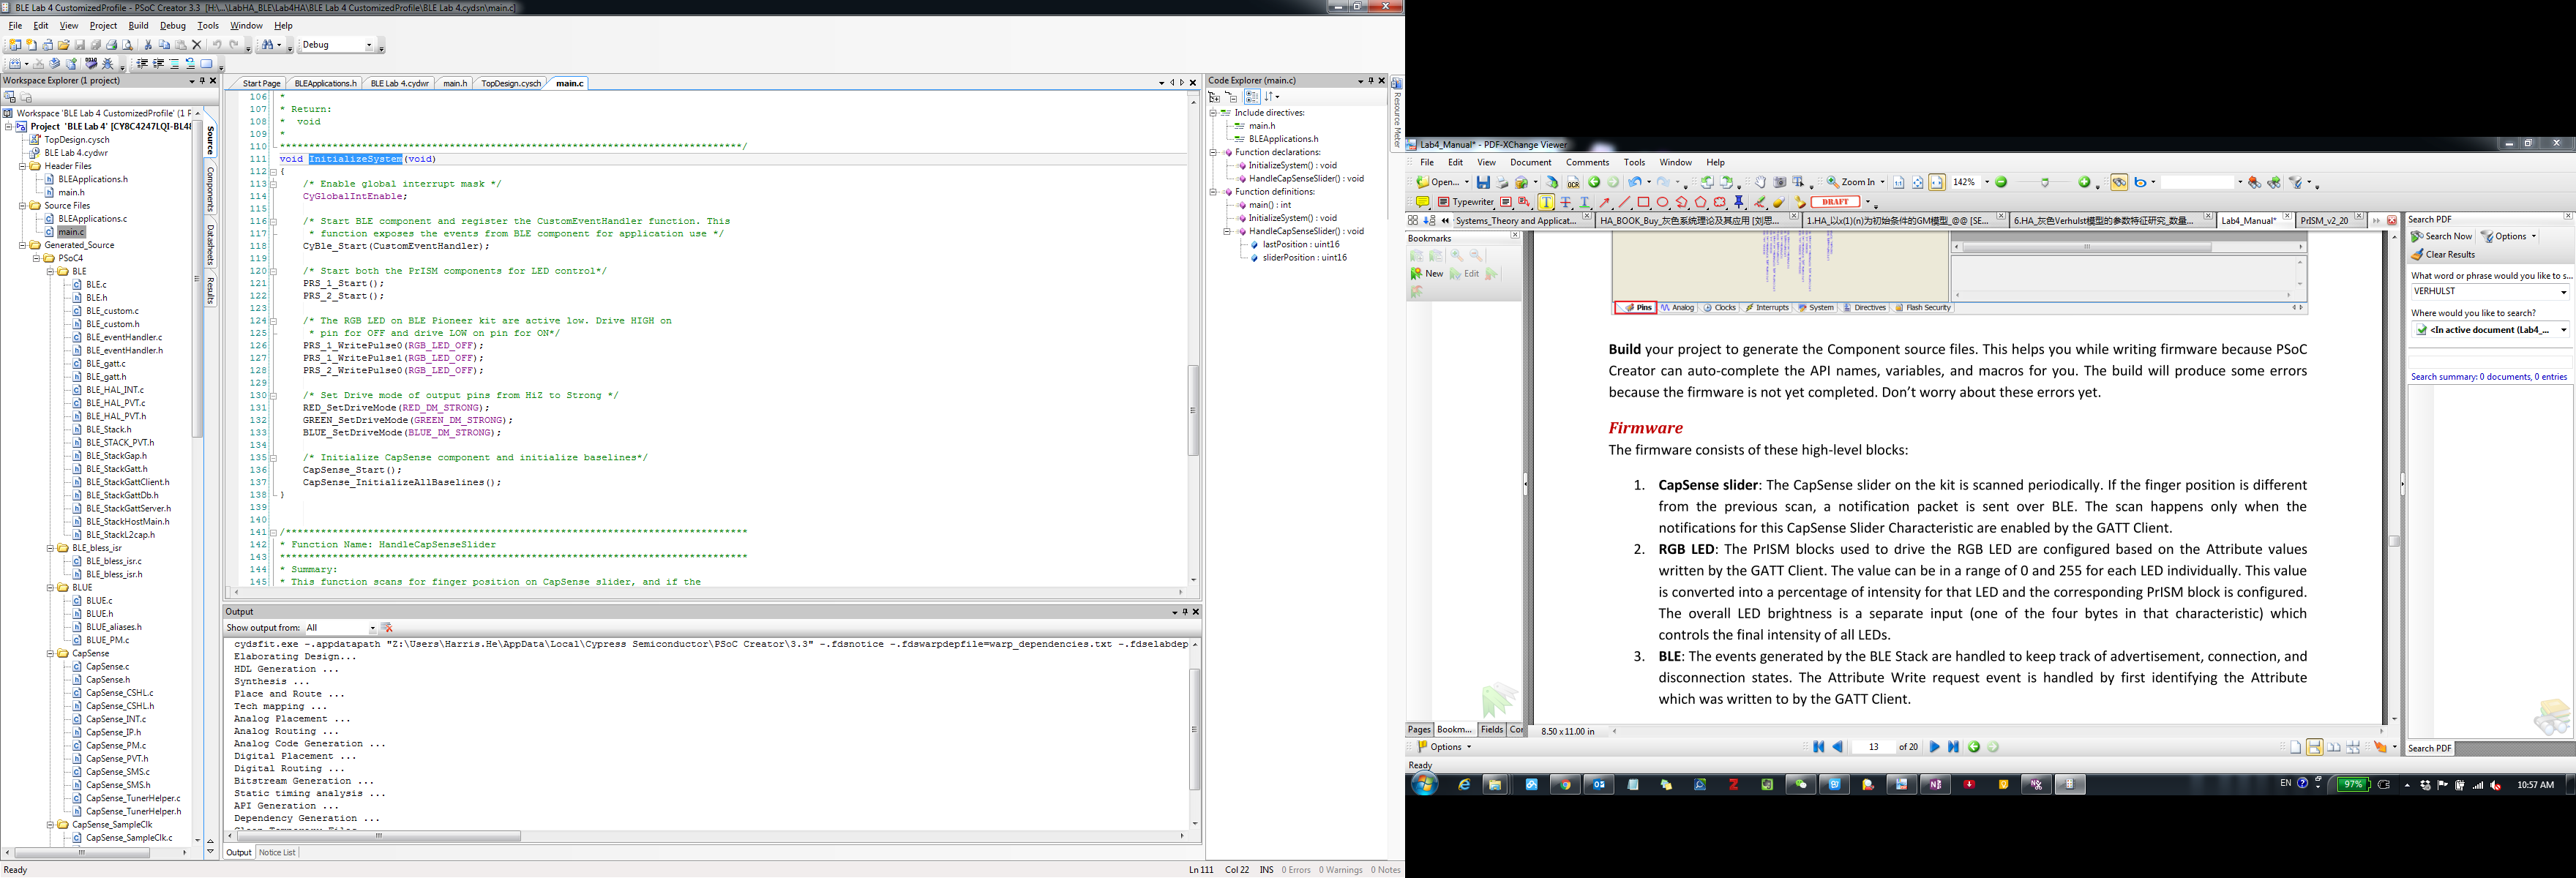 BLE Lab 4 CustomizedProfile - PSoC Creator 3.3 [H:\...\LabHA_BLE\Lab4HA\BLE Lab 4 CustomizedProfile\BLE Lab 4.cydsn\main.c]
File Edit View Project Build Debug Tools Window Help
Debug
Workspace Explorer (1 project)
Workspace 'BLE Lab 4 CustomizedProfile' (1 P
Project 'BLE Lab 4' [CY8C4247LQI-BL48
TopDesign.cysch
BLE Lab 4.cydwr
Header Files
BLEApplications.h
main.h
Source Files
BLEApplications.c
main.c
Generated_Source
PSoC4
BLE
BLE.c
BLE.h
BLE_custom.c
BLE_custom.h
BLE_eventHandler.c
BLE_eventHandler.h
BLE_gatt.c
BLE_gatt.h
BLE_HAL_INT.c
BLE_HAL_PVT.c
BLE_HAL_PVT.h
BLE_Stack.h
BLE_STACK_PVT.h
BLE_StackGap.h
BLE_StackGatt.h
BLE_StackGattClient.h
BLE_StackGattDb.h
BLE_StackGattServer.h
BLE_StackHostMain.h
BLE_StackL2cap.h
BLE_bless_isr
BLE_bless_isr.c
BLE_bless_isr.h
BLUE
BLUE.c
BLUE.h
BLUE_aliases.h
BLUE_PM.c
CapSense
CapSense.c
CapSense.h
CapSense_CSHL.c
CapSense_CSHL.h
CapSense_INT.c
CapSense_IP.h
CapSense_PM.c
CapSense_PVT.h
CapSense_SMS.c
CapSense_SMS.h
CapSense_TunerHelper.c
CapSense_TunerHelper.h
CapSense_SampleClk
CapSense_SampleClk.c
Source
Components
Datasheets
Results
Start Page BLEApplications.h BLE Lab 4.cydwr main.h TopDesign.cysch main.c
106 *
107 * Return:
108 *  void
109 *
110 *******************************************************************************/
111 void InitializeSystem(void)
112 {
113     /* Enable global interrupt mask */
114     CyGlobalIntEnable;
115
116     /* Start BLE component and register the CustomEventHandler function. This
117      * function exposes the events from BLE component for application use */
118     CyBle_Start(CustomEventHandler);
119
120     /* Start both the PrISM components for LED control*/
121     PRS_1_Start();
122     PRS_2_Start();
123
124     /* The RGB LED on BLE Pioneer kit are active low. Drive HIGH on
125      * pin for OFF and drive LOW on pin for ON*/
126     PRS_1_WritePulse0(RGB_LED_OFF);
127     PRS_1_WritePulse1(RGB_LED_OFF);
128     PRS_2_WritePulse0(RGB_LED_OFF);
129
130     /* Set Drive mode of output pins from HiZ to Strong */
131     RED_SetDriveMode(RED_DM_STRONG);
132     GREEN_SetDriveMode(GREEN_DM_STRONG);
133     BLUE_SetDriveMode(BLUE_DM_STRONG);
134
135     /* Initialize CapSense component and initialize baselines*/
136     CapSense_Start();
137     CapSense_InitializeAllBaselines();
138 }
139
140
141 /*******************************************************************************
142 * Function Name: HandleCapSenseSlider
143 ********************************************************************************
144 * Summary:
145 * This function scans for finger position on CapSense slider, and if the
Output
Show output from: All
cydsfit.exe -.appdatapath "Z:\Users\Harris.He\AppData\Local\Cypress Semiconductor\PSoC Creator\3.3" -.fdsnotice -.fdswarpdepfile=warp_dependencies.txt -.fdselabdep
Elaborating Design...
HDL Generation ...
Synthesis ...
Place and Route ...
Tech mapping ...
Analog Placement ...
Analog Routing ...
Analog Code Generation ...
Digital Placement ...
Digital Routing ...
Bitstream Generation ...
Static timing analysis ...
API Generation ...
Dependency Generation ...
Output Notice List
Ready
Ln 111 Col 22 INS 0 Errors 0 Warnings 0 Notes
Code Explorer (main.c)
Include directives:
main.h
BLEApplications.h
Function declarations:
InitializeSystem() : void
HandleCapSenseSlider() : void
Function definitions:
main() : int
InitializeSystem() : void
HandleCapSenseSlider() : void
lastPosition : uint16
sliderPosition : uint16
Resource Meter
Lab4_Manual* - PDF-XChange Viewer
File Edit View Document Comments Tools Window Help
Open... OCR Zoom In 142%
Typewriter DRAFT
Systems_Theory and Applicat... HA_BOOK_Buy_灰色系统理论及其应用 [刘思... 1.HA_以x(1)(n)为初始条件的GM模型_@@ [SE... 6.HA_灰色Verhulst模型的参数特征研究_数量... Lab4_Manual* PrISM_v2_20
Bookmarks
New Edit
Pins Analog Clocks Interrupts System Directives Flash Security
Build your project to generate the Component source files. This helps you while writing firmware because PSoC
Creator can auto-complete the API names, variables, and macros for you. The build will produce some errors
because the firmware is not yet completed. Don't worry about these errors yet.
Firmware
The firmware consists of these high-level blocks:
1. CapSense slider: The CapSense slider on the kit is scanned periodically. If the finger position is different
from the previous scan, a notification packet is sent over BLE. The scan happens only when the
notifications for this CapSense Slider Characteristic are enabled by the GATT Client.
2. RGB LED: The PrISM blocks used to drive the RGB LED are configured based on the Attribute values
written by the GATT Client. The value can be in a range of 0 and 255 for each LED individually. This value
is converted into a percentage of intensity for that LED and the corresponding PrISM block is configured.
The overall LED brightness is a separate input (one of the four bytes in that characteristic) which
controls the final intensity of all LEDs.
3. BLE: The events generated by the BLE Stack are handled to keep track of advertisement, connection, and
disconnection states. The Attribute Write request event is handled by first identifying the Attribute
which was written to by the GATT Client.
Pages Bookm... Fields Co
8.50 x 11.00 in
Options
13 of 20
Ready
Search PDF
Search Now Options
Clear Results
What word or phrase would you like to s...
VERHULST
Where would you like to search?
<In active document (Lab4_...
Search summary: 0 documents, 0 entries
Search PDF
EN 97% 10:57 AM